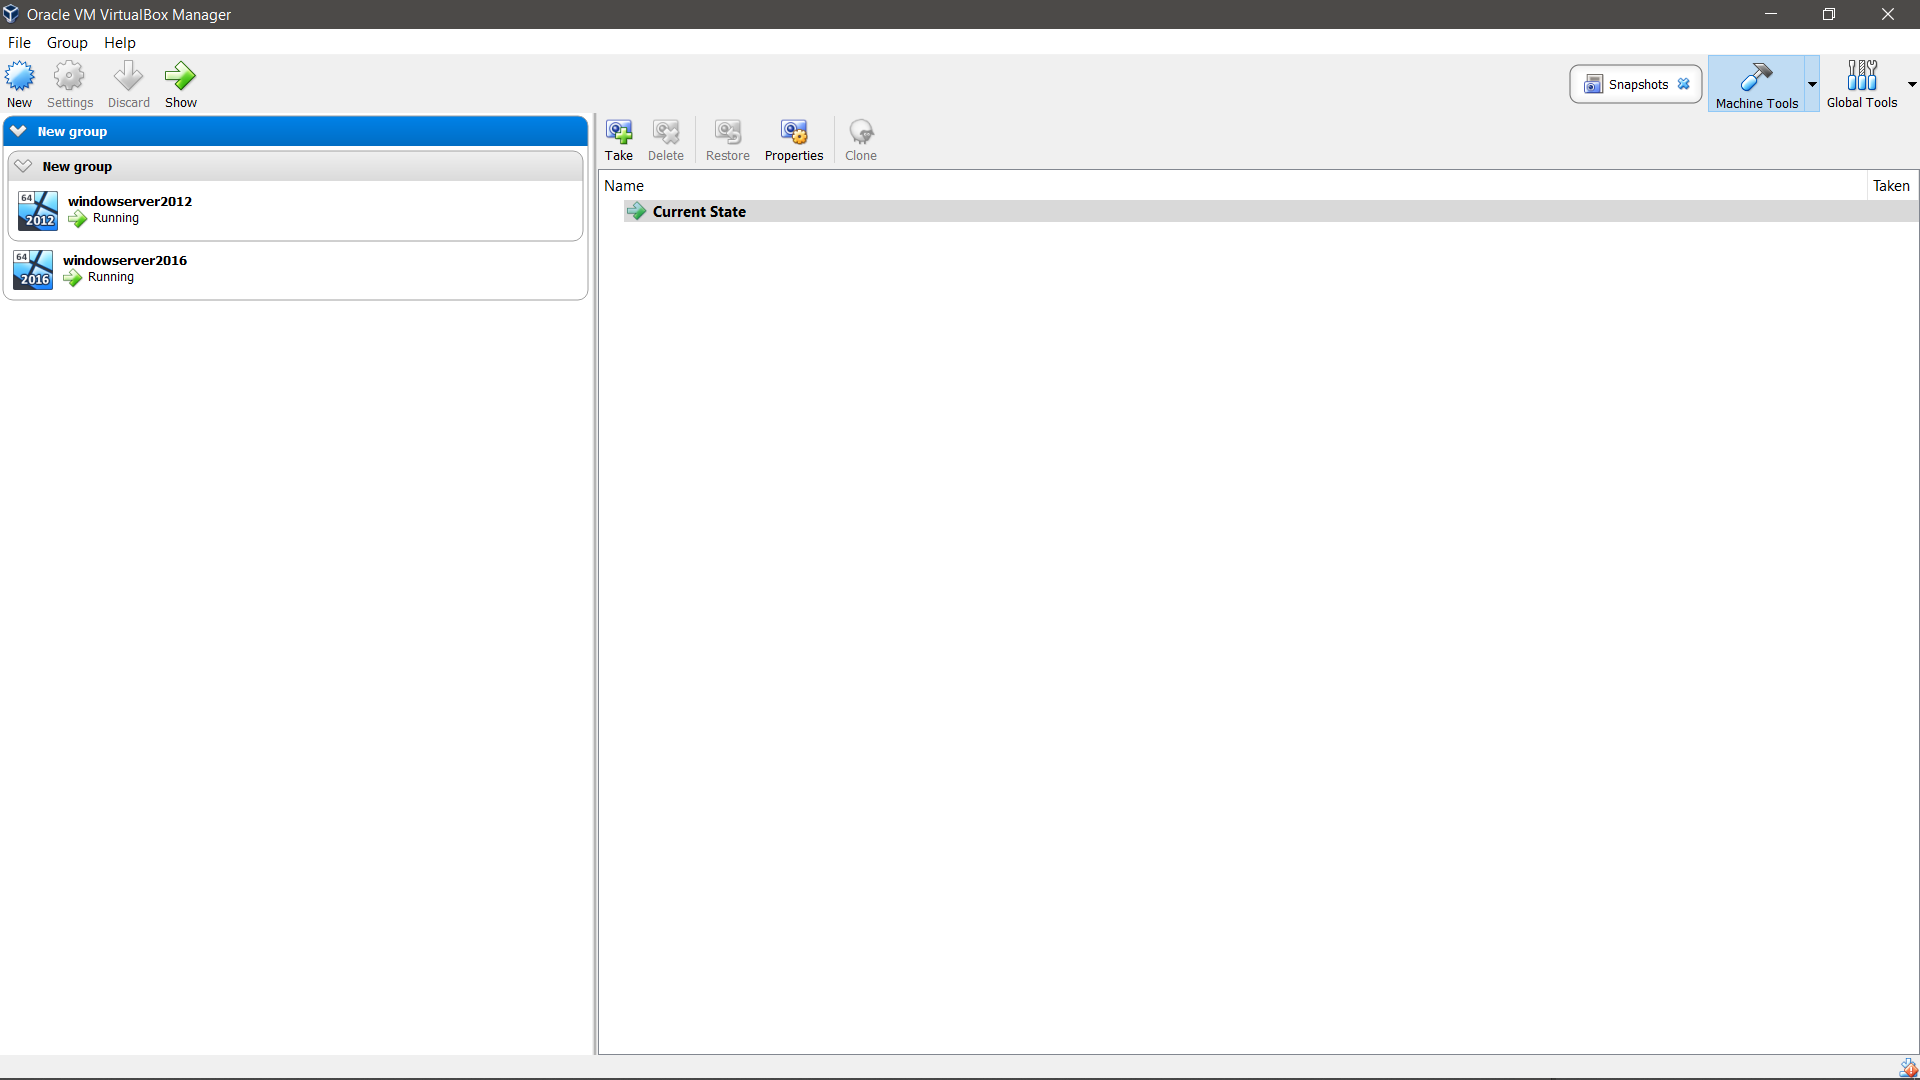 Oracle VM VirtualBox Manager
File Group Help
New Settings Discard Show
Snapshots Machine Tools Global Tools
New group
New group
64 2012 windowserver2012
Running
64 2016 windowserver2016
Running
Take Delete Restore Properties Clone
Name Taken
Current State